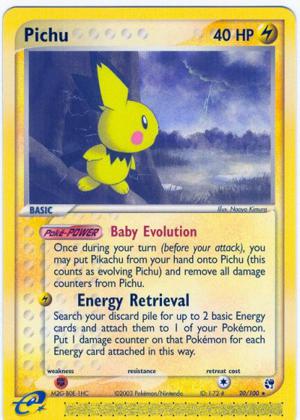 Pichu 40 HP
BASIC
Illus. Naoyo Kimura
Poké-POWER Baby Evolution
Once during your turn (before your attack), you
may put Pikachu from your hand onto Pichu (this
counts as evolving Pichu) and remove all damage
counters from Pichu.
Energy Retrieval
Search your discard pile for up to 2 basic Energy
cards and attach them to 1 of your Pokémon.
Put 1 damage counter on that Pokémon for each
Energy card attached in this way.
weakness resistance retreat cost
©2003 Pokémon/Nintendo 20/100
e